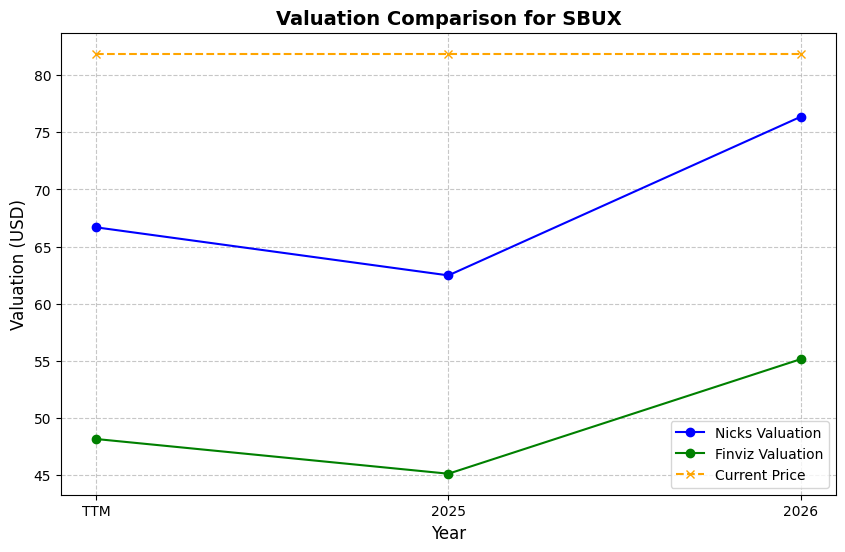 Valuation Comparison for SBUX
Valuation (USD)
80
75
70
65
60
55
50
45
TTM
2025
2026
Year
Nicks Valuation
Finviz Valuation
Current Price